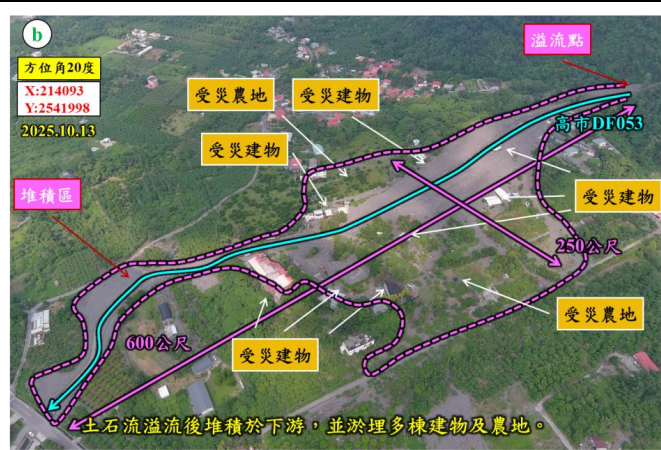 b
方位角20度
X:214093
Y:2541998
2025.10.13
溢流點
受災農地
受災建物
高市DF053
受災建物
堆積區
受災建物
250公尺
受災農地
600公尺
受災建物
土石流溢流後堆積於下游，並淤埋多棟建物及農地。